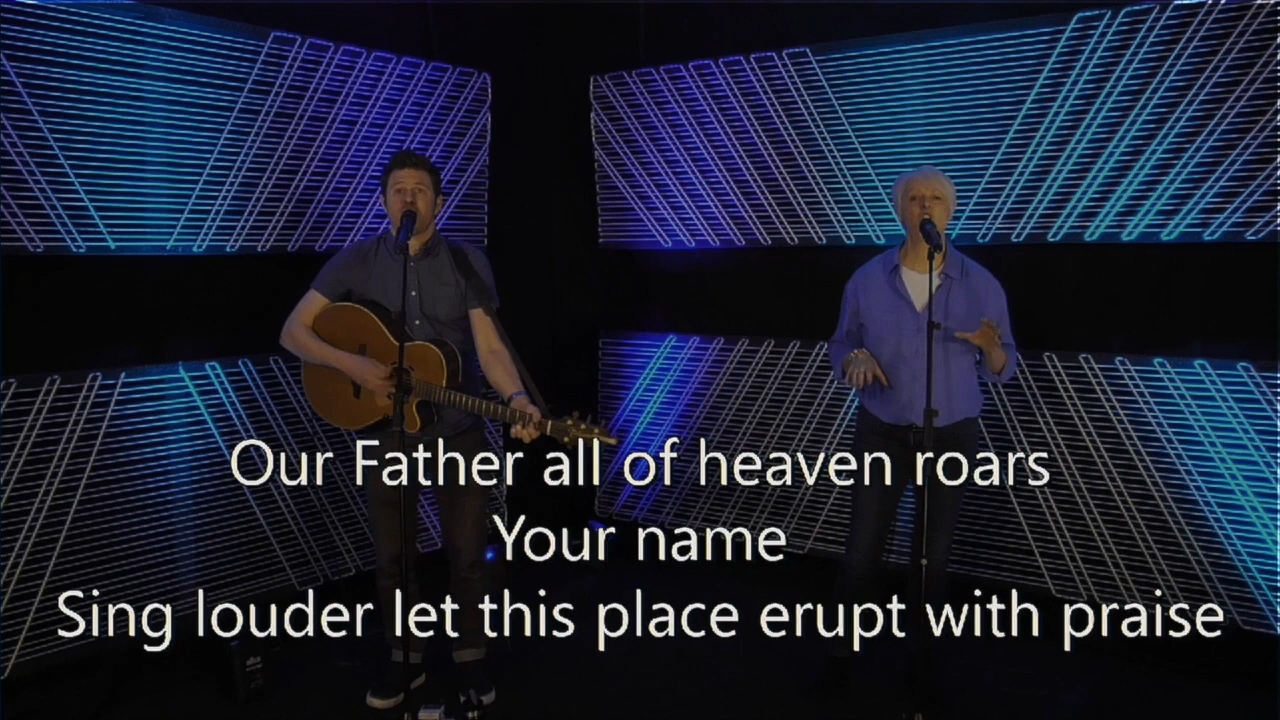 Our Father all of heaven roars
Your name
Sing louder let this place erupt with praise